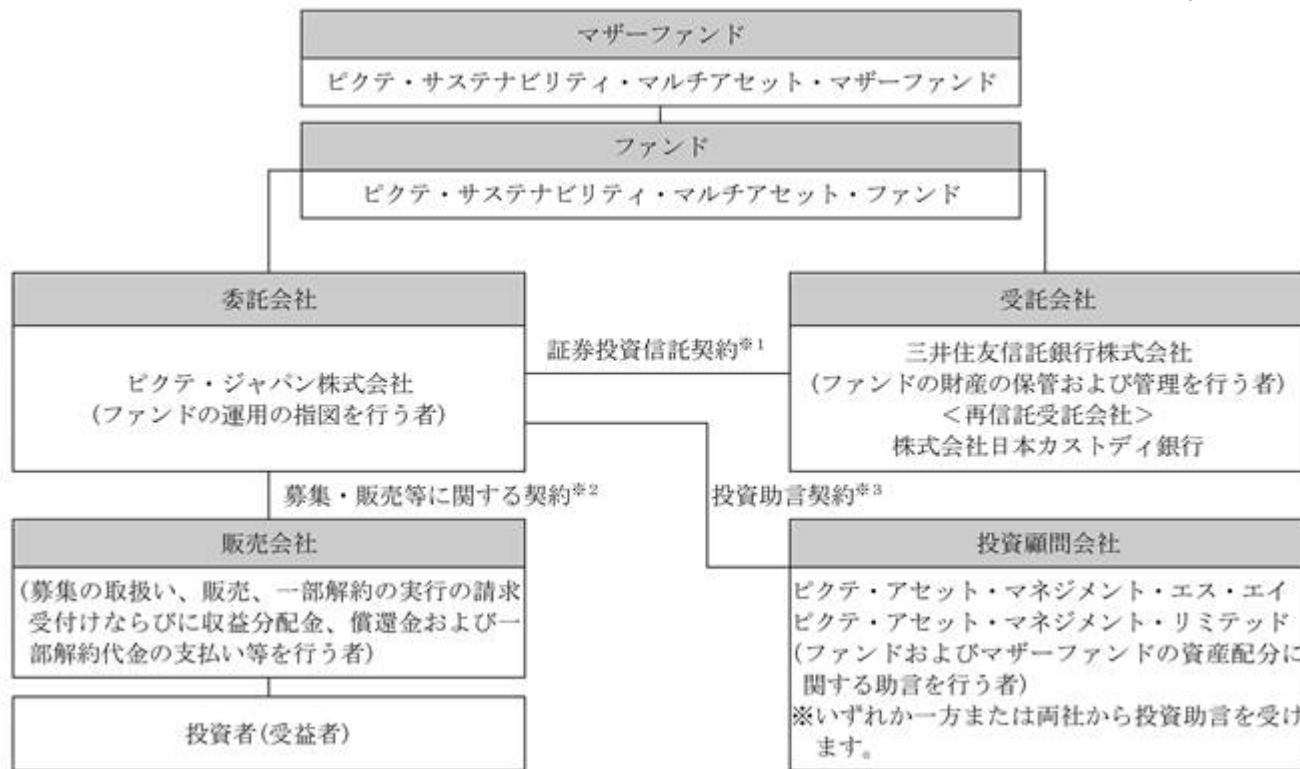 マザーファンド
ピクテ・サステナビリティ・マルチアセット・マザーファンド
ファンド
ピクテ・サステナビリティ・マルチアセット・ファンド
委託会社
ピクテ・ジャパン株式会社
(ファンドの運用の指図を行う者)
証券投資信託契約※1
受託会社
三井住友信託銀行株式会社
(ファンドの財産の保管および管理を行う者)
＜再信託受託会社＞
株式会社日本カストディ銀行
募集・販売等に関する契約※2
投資助言契約※3
販売会社
(募集の取扱い、販売、一部解約の実行の請求
受付けならびに収益分配金、償還金および一
部解約代金の支払い等を行う者)
投資者(受益者)
投資顧問会社
ピクテ・アセット・マネジメント・エス・エイ
ピクテ・アセット・マネジメント・リミテッド
(ファンドおよびマザーファンドの資産配分に
関する助言を行う者)
※いずれか一方または両社から投資助言を受け
ます。